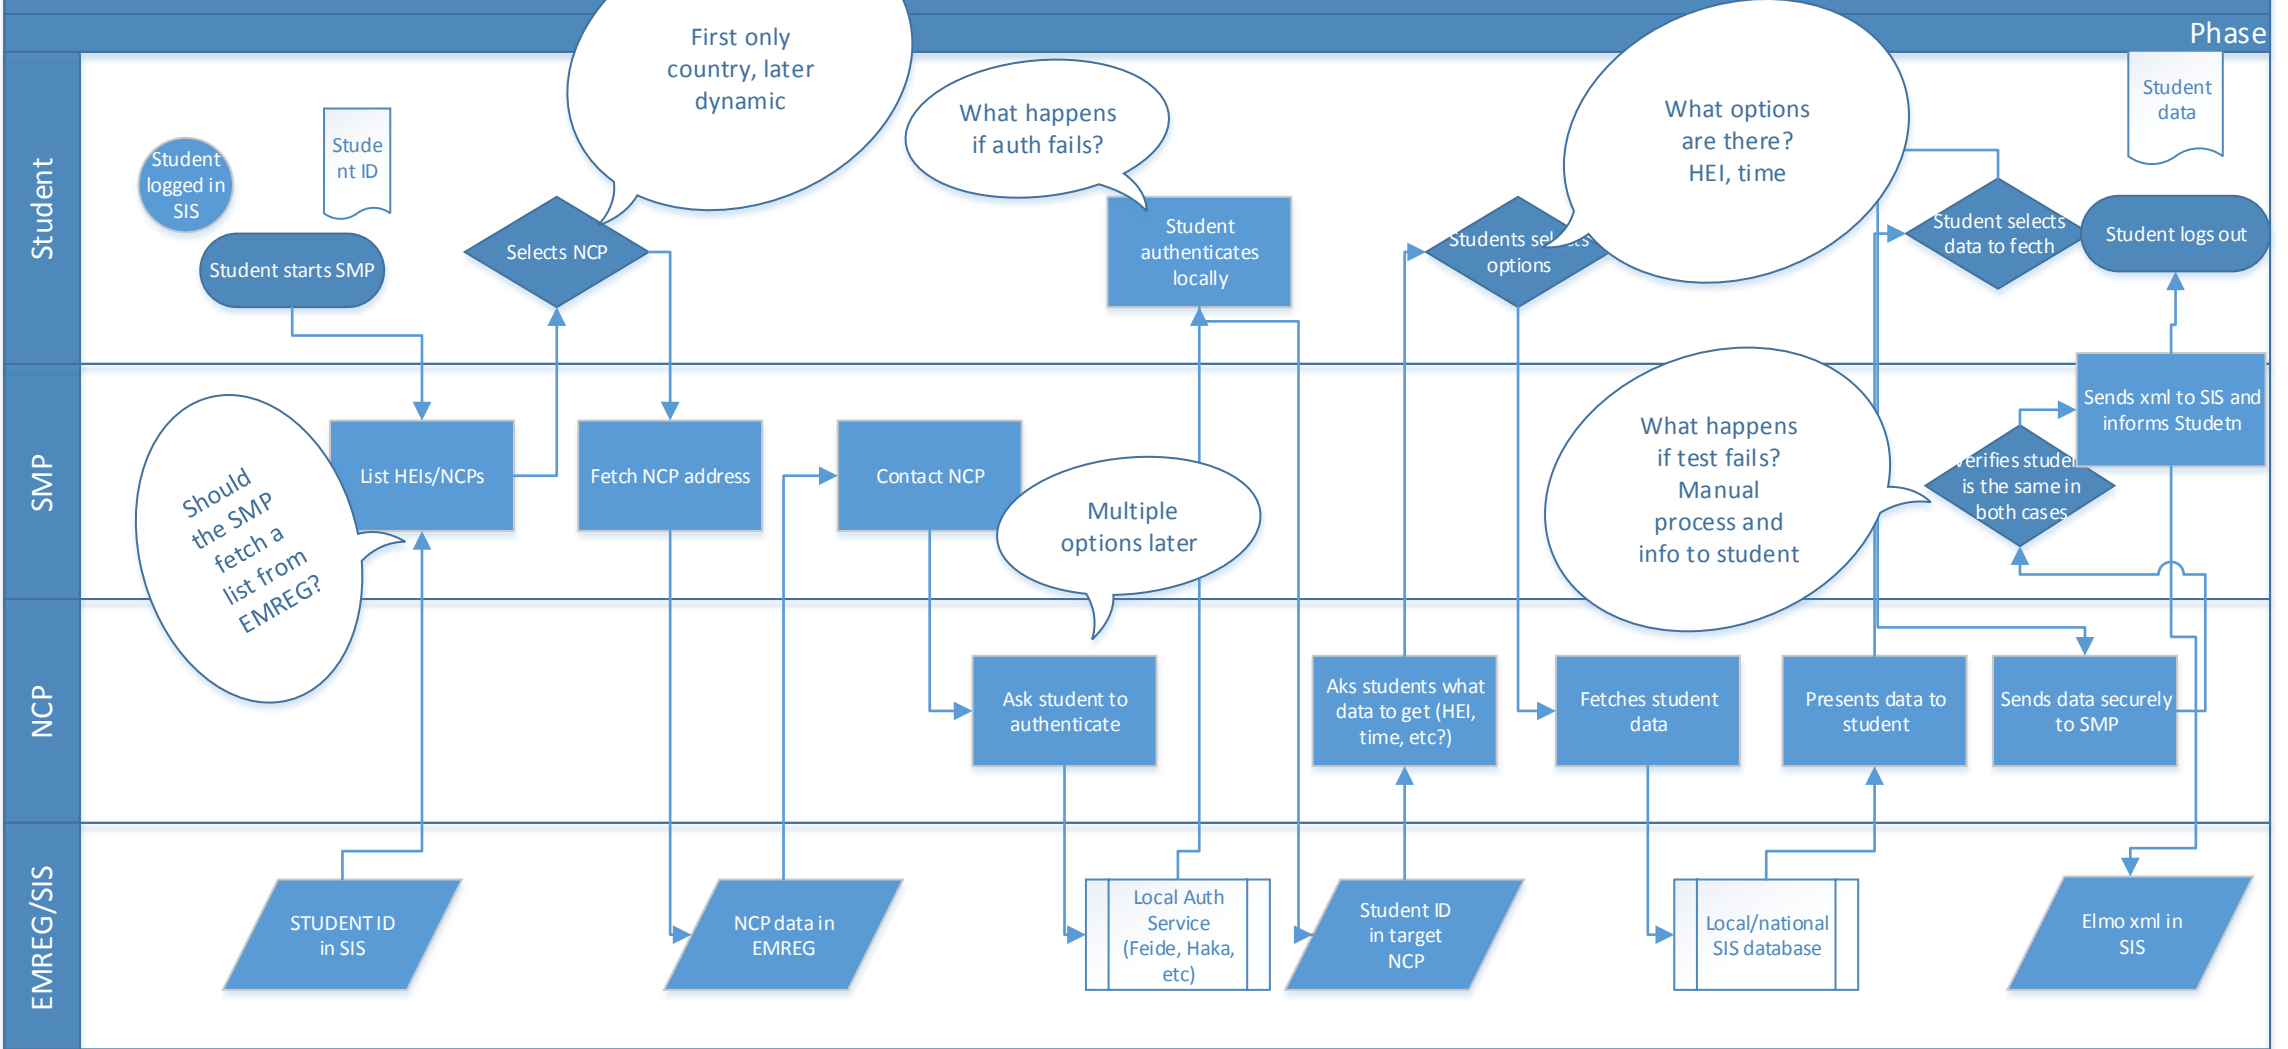 Phase
Student
SMP
NCP
EMREG/SIS
Student
logged in
SIS
Stude
nt ID
Student starts SMP
Selects NCP
First only
country, later
dynamic
What happens
if auth fails?
Student
authenticates
locally
Students selects
options
What options
are there?
HEI, time
Student selects
data to fecth
Student
data
Student logs out
Should
the SMP
fetch a
list from
EMREG?
List HEIs/NCPs
Fetch NCP address
Contact NCP
Multiple
options later
What happens
if test fails?
Manual
process and
info to student
Verifies studen
is the same in
both cases
Sends xml to SIS and
informs Studetn
Ask student to
authenticate
Aks students what
data to get (HEI,
time, etc?)
Fetches student
data
Presents data to
student
Sends data securely
to SMP
STUDENT ID
in SIS
NCP data in
EMREG
Local Auth
Service
(Feide, Haka,
etc)
Student ID
in target
NCP
Local/national
SIS database
Elmo xml in
SIS